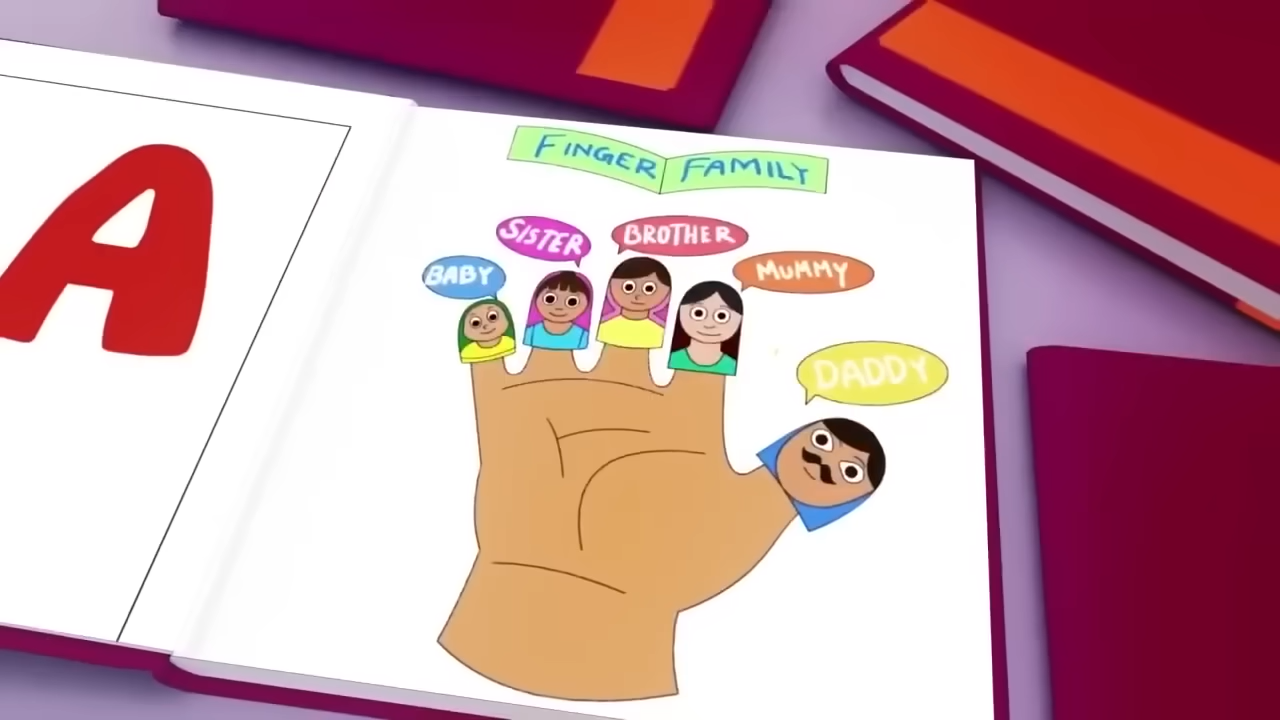 A
FINGER FAMILY
SISTER
BROTHER
BABY
MUMMY
DADDY